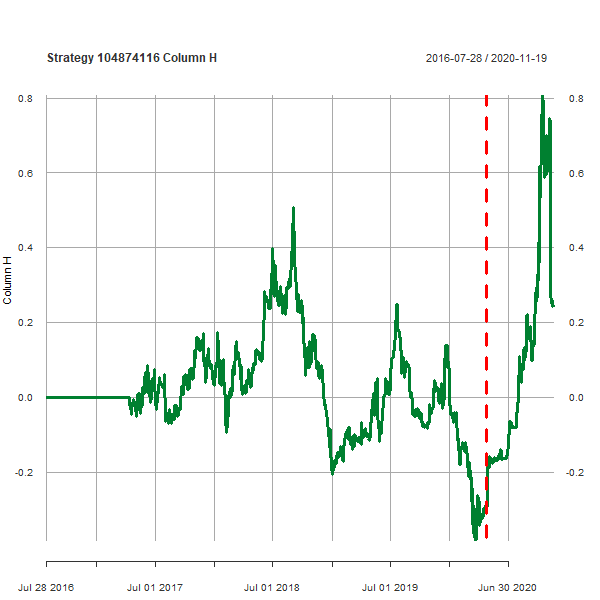 Strategy 104874116 Column H
2016-07-28 / 2020-11-19
0.8
0.8
0.6
0.6
0.4
0.4
Column H
0.2
0.2
0.0
0.0
-0.2
-0.2
Jul 28 2016
Jul 01 2017
Jul 01 2018
Jul 01 2019
Jun 30 2020